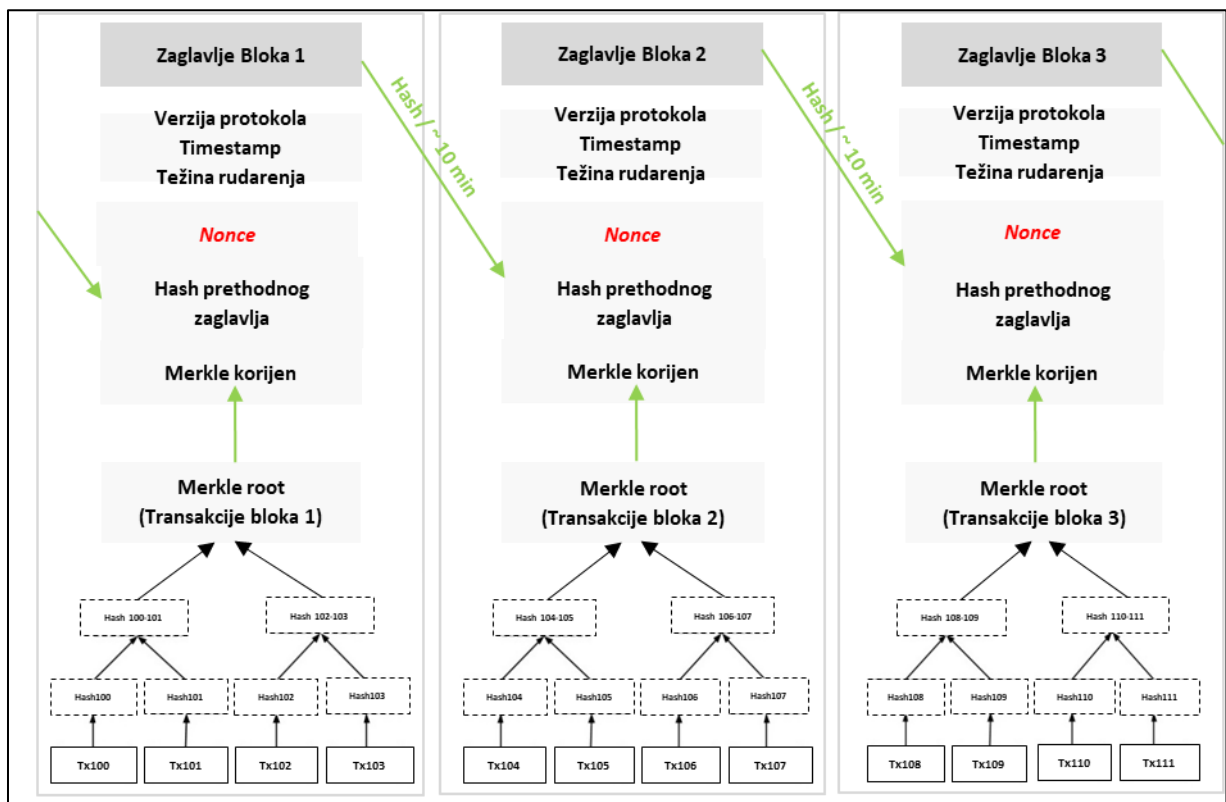 Zaglavlje Bloka 1
Verzija protokola
Timestamp
Težina rudarenja
Nonce
Hash prethodnog
zaglavlja
Merkle korijen
Merkle root
(Transakcije bloka 1)
Hash 100-101
Hash 102-103
Hash100
Hash101
Hash102
Hash103
Tx100
Tx101
Tx102
Tx103
Hash / ~ 10 min
Zaglavlje Bloka 2
Verzija protokola
Timestamp
Težina rudarenja
Nonce
Hash prethodnog
zaglavlja
Merkle korijen
Merkle root
(Transakcije bloka 2)
Hash 104-105
Hash 106-107
Hash104
Hash105
Hash106
Hash107
Tx104
Tx105
Tx106
Tx107
Hash / ~ 10 min
Zaglavlje Bloka 3
Verzija protokola
Timestamp
Težina rudarenja
Nonce
Hash prethodnog
zaglavlja
Merkle korijen
Merkle root
(Transakcije bloka 3)
Hash 108-109
Hash 110-111
Hash108
Hash109
Hash110
Hash111
Tx108
Tx109
Tx110
Tx111